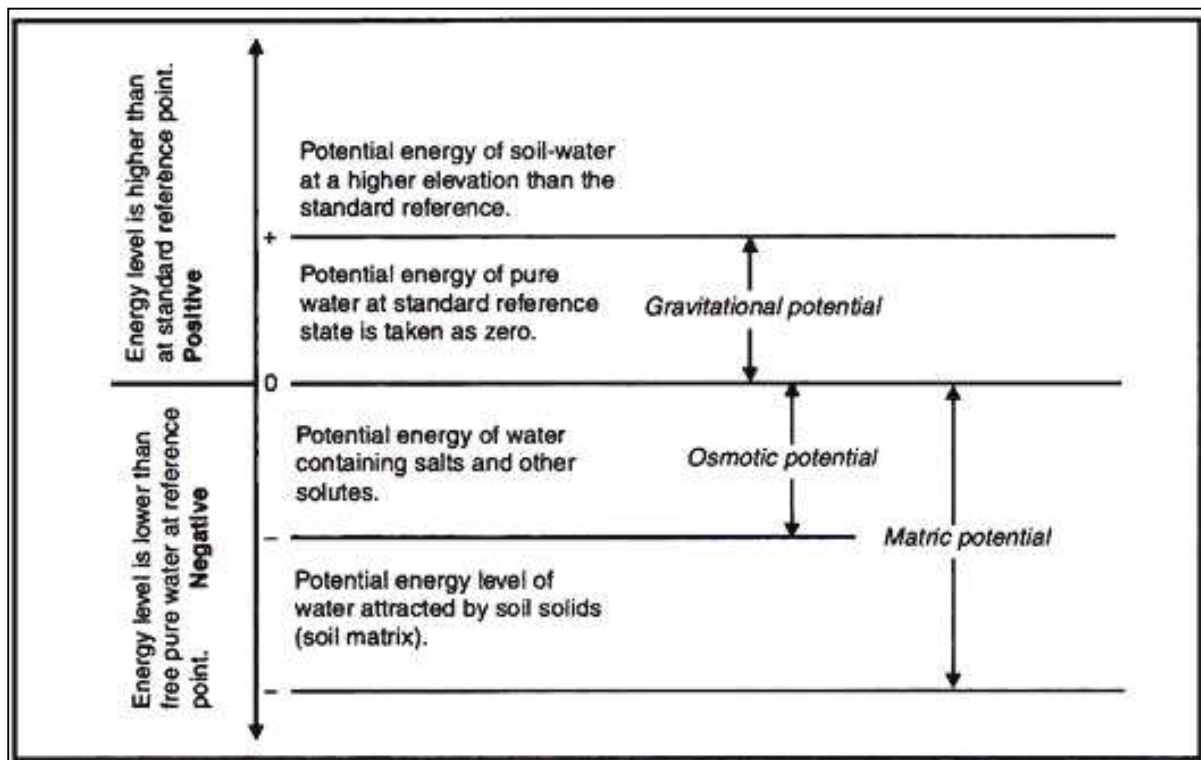 Energy level is higher than
at standard reference point.
Positive
Energy level is lower than
free pure water at reference
point. Negative
+
0
–
–
Potential energy of soil-water
at a higher elevation than the
standard reference.
Potential energy of pure
water at standard reference
state is taken as zero.
Gravitational potential
Potential energy of water
containing salts and other
solutes.
Osmotic potential
Matric potential
Potential energy level of
water attracted by soil solids
(soil matrix).